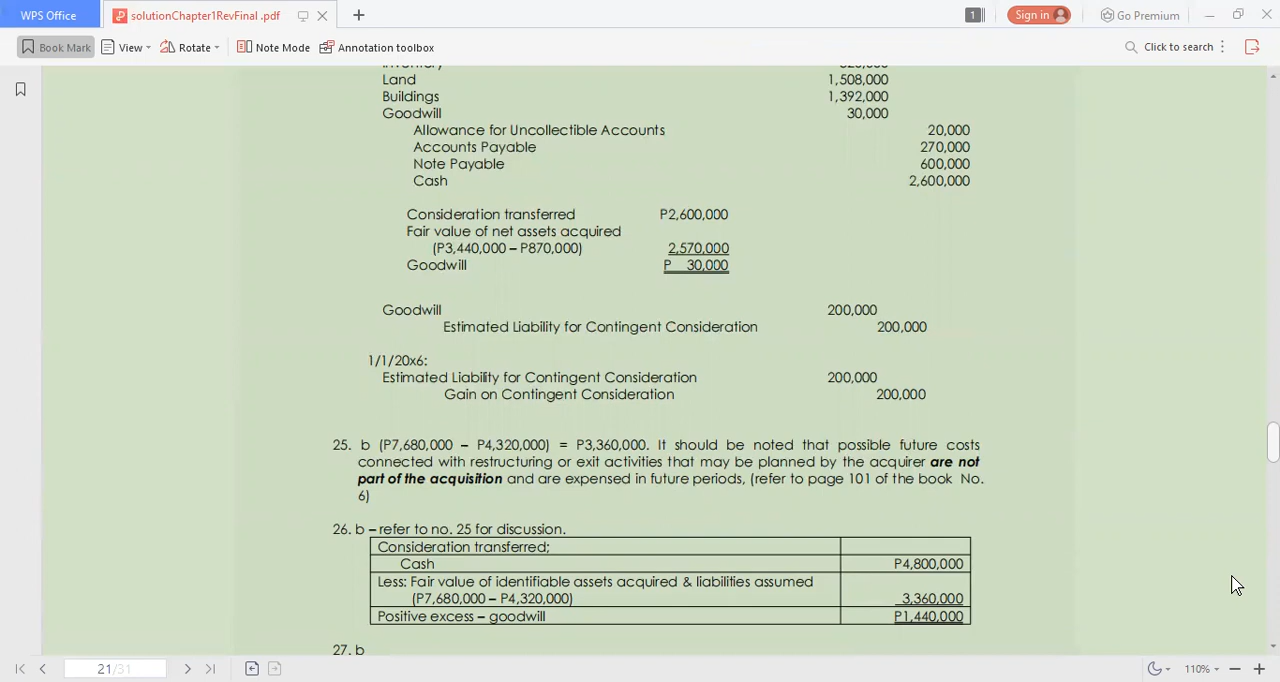 WPS Office
solutionChapter1RevFinal .pdf
1
Sign in
Go Premium
Book Mark
View
Rotate
Note Mode
Annotation toolbox
Click to search
Land 1,508,000
Buildings 1,392,000
Goodwill 30,000
Allowance for Uncollectible Accounts 20,000
Accounts Payable 270,000
Note Payable 600,000
Cash 2,600,000
Consideration transferred P2,600,000
Fair value of net assets acquired
(P3,440,000 – P870,000) 2,570,000
Goodwill P 30,000
Goodwill 200,000
Estimated Liability for Contingent Consideration 200,000
1/1/20x6:
Estimated Liability for Contingent Consideration 200,000
Gain on Contingent Consideration 200,000
25. b (P7,680,000 – P4,320,000) = P3,360,000. It should be noted that possible future costs
connected with restructuring or exit activities that may be planned by the acquirer are not
part of the acquisition and are expensed in future periods, (refer to page 101 of the book No.
6)
26. b – refer to no. 25 for discussion.
Consideration transferred;
Cash P4,800,000
Less: Fair value of identifiable assets acquired & liabilities assumed
(P7,680,000 – P4,320,000) 3,360,000
Positive excess – goodwill P1,440,000
27. b
21/31
110%